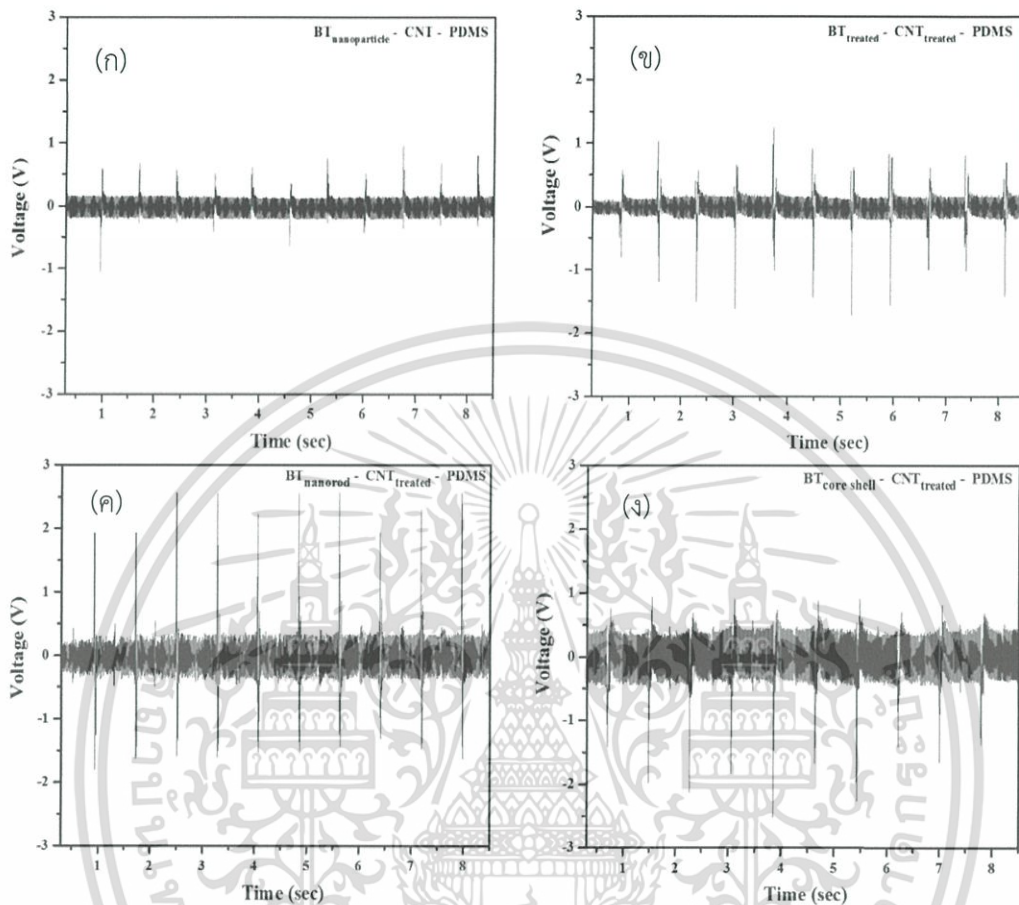 BTnanoparticle - CNT - PDMS
(ก)
Voltage (V)
3
2
1
0
-1
-2
-3
1 2 3 4 5 6 7 8
Time (sec)
BTtreated - CNTtreated - PDMS
(ข)
Voltage (V)
3
2
1
0
-1
-2
-3
1 2 3 4 5 6 7 8
Time (sec)
BTnanorod - CNTtreated - PDMS
(ค)
Voltage (V)
3
2
1
0
-1
-2
-3
1 2 3 4 5 6 7 8
Time (sec)
BTcore shell - CNTtreated - PDMS
(ง)
Voltage (V)
3
2
1
0
-1
-2
-3
1 2 3 4 5 6 7 8
Time (sec)